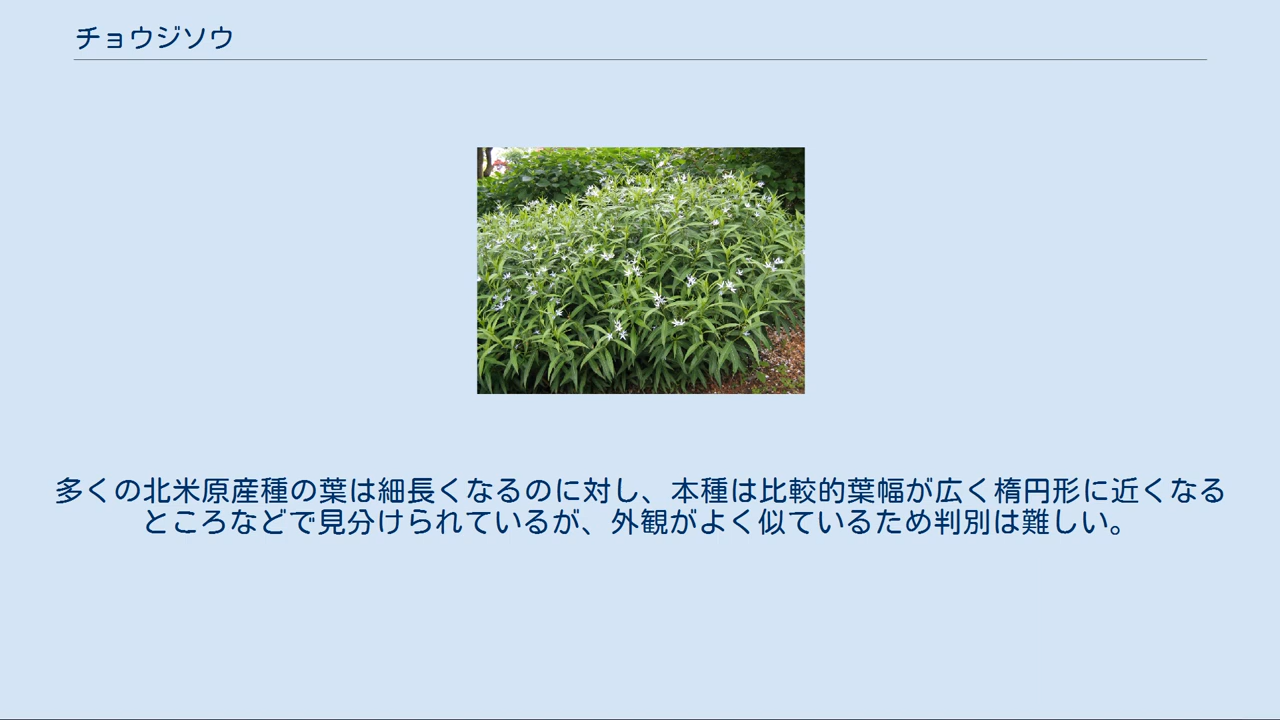 チョウジソウ
多くの北米原産種の葉は細長くなるのに対し、本種は比較的葉幅が広く楕円形に近くなる
ところなどで見分けられているが、外観がよく似ているため判別は難しい。